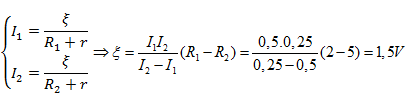 { I₁ = ξ / (R₁ + r)
I₂ = ξ / (R₂ + r) ⇒ ξ = I₁I₂ / (I₂ − I₁) (R₁ − R₂) = 0,5.0,25 / (0,25−0,5) (2−5) = 1,5V